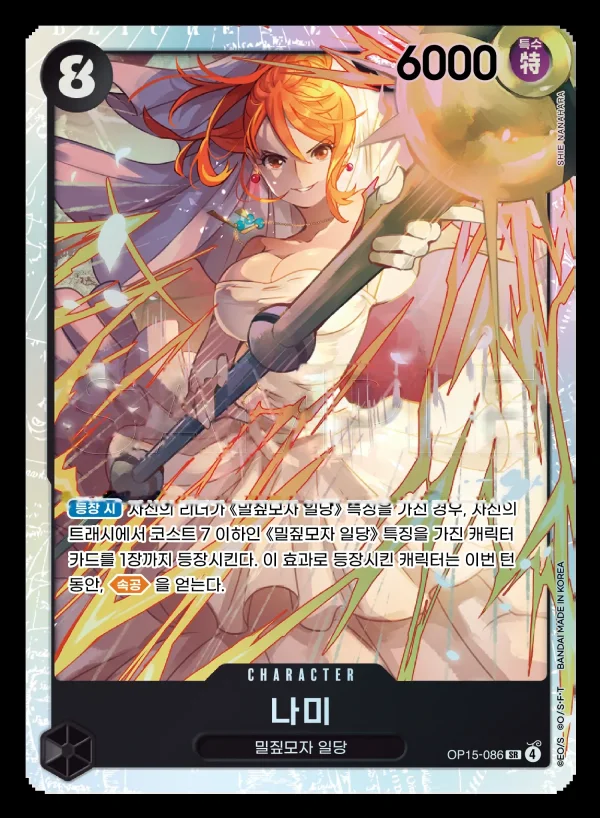 8
6000
특수
特
SHIE NANAHARA
SAMPLE
등장 시 자신의 리더가 《밀짚모자 일당》 특징을 가진 경우, 자신의
트래시에서 코스트 7 이하인 《밀짚모자 일당》 특징을 가진 캐릭터
카드를 1장까지 등장시킨다. 이 효과로 등장시킨 캐릭터는 이번 턴
동안, 속공 을 얻는다.
©EO/S ©O/S·F·T BANDAI MADE IN KOREA
CHARACTER
나미
밀짚모자 일당
OP15-086 SR 4